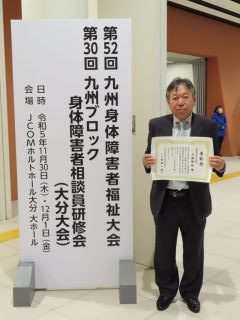 第52回 九州身体障害者福祉大会
第30回 九州ブロック
身体障害者相談員研修会
(大分大会)
日時 令和5年11月30日(木)・12月1日(金)
会場 JCOMホルトホール大分 大ホール
表彰状